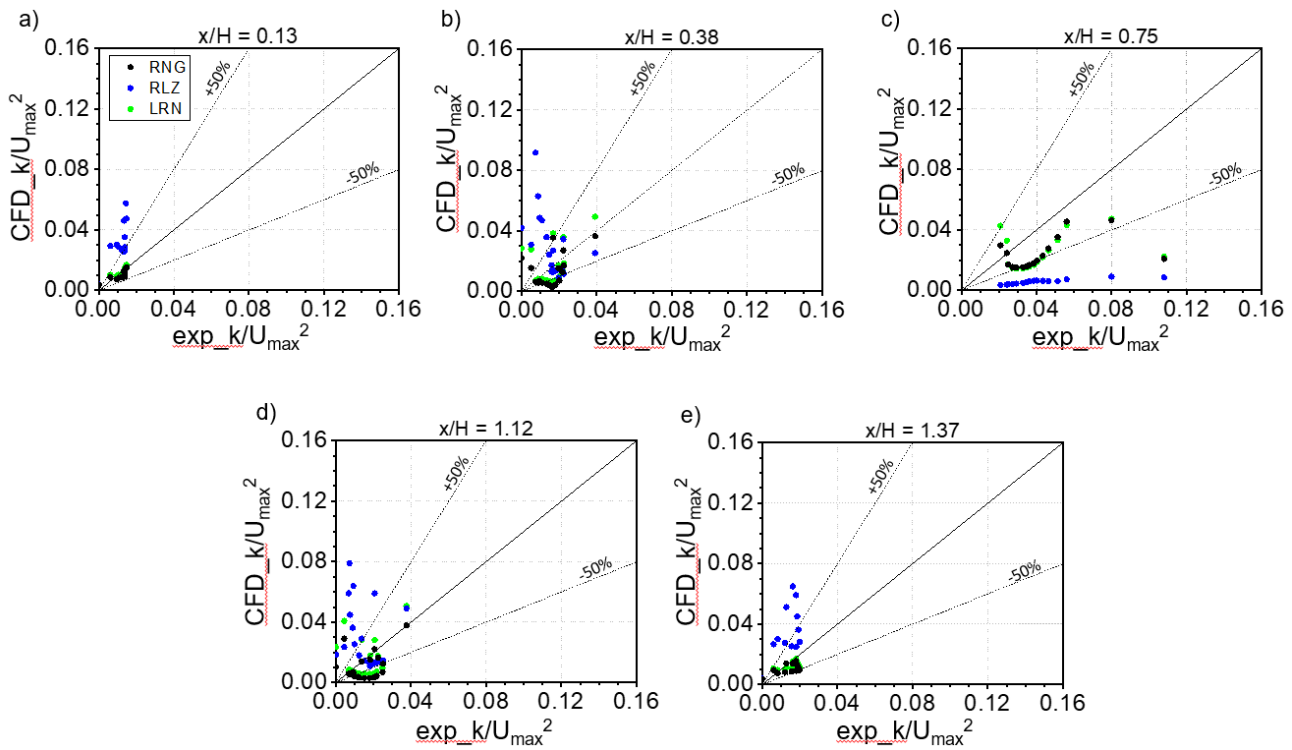 a)
x/H = 0.13
0.16
0.12
0.08
0.04
0.00
CFD_k/Umax²
RNG
RLZ
LRN
+50%
-50%
0.00 0.04 0.08 0.12 0.16
exp_k/Umax²
b)
x/H = 0.38
0.16
0.12
0.08
0.04
0.00
CFD_k/Umax²
+50%
-50%
0.00 0.04 0.08 0.12 0.16
exp_k/Umax²
c)
x/H = 0.75
0.16
0.12
0.08
0.04
0.00
CFD_k/Umax²
+50%
-50%
0.00 0.04 0.08 0.12 0.16
exp_k/Umax²
d)
x/H = 1.12
0.16
0.12
0.08
0.04
0.00
CFD_k/Umax²
+50%
-50%
0.00 0.04 0.08 0.12 0.16
exp_k/Umax²
e)
x/H = 1.37
0.16
0.12
0.08
0.04
0.00
CFD_k/Umax²
+50%
-50%
0.00 0.04 0.08 0.12 0.16
exp_k/Umax²